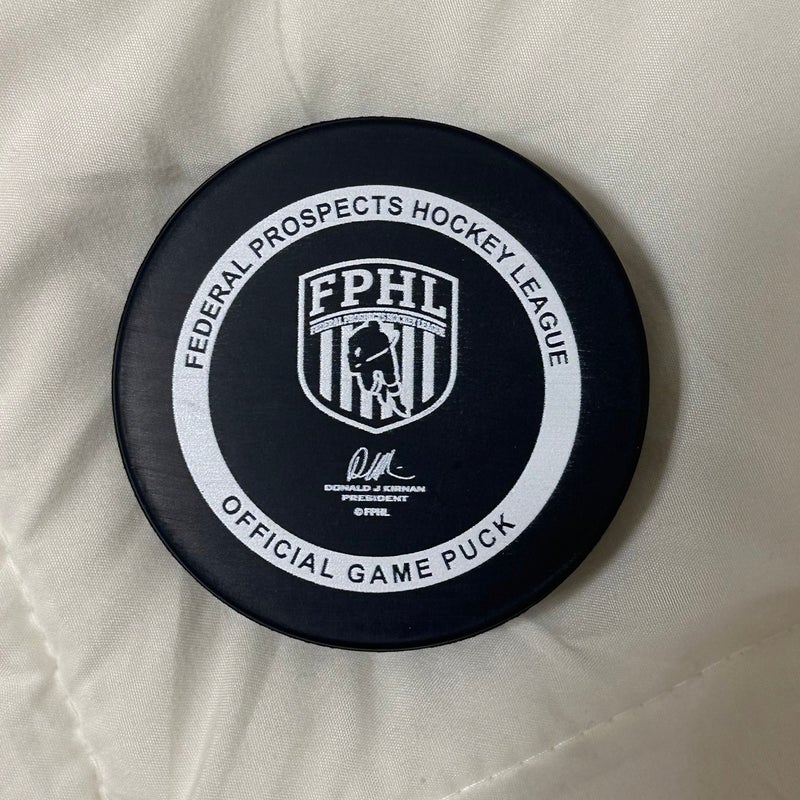 FEDERAL PROSPECTS HOCKEY LEAGUE
FPHL
FEDERAL PROSPECTS HOCKEY LEAGUE
DONALD J KIRNAN
PRESIDENT
©FPHL
OFFICIAL GAME PUCK